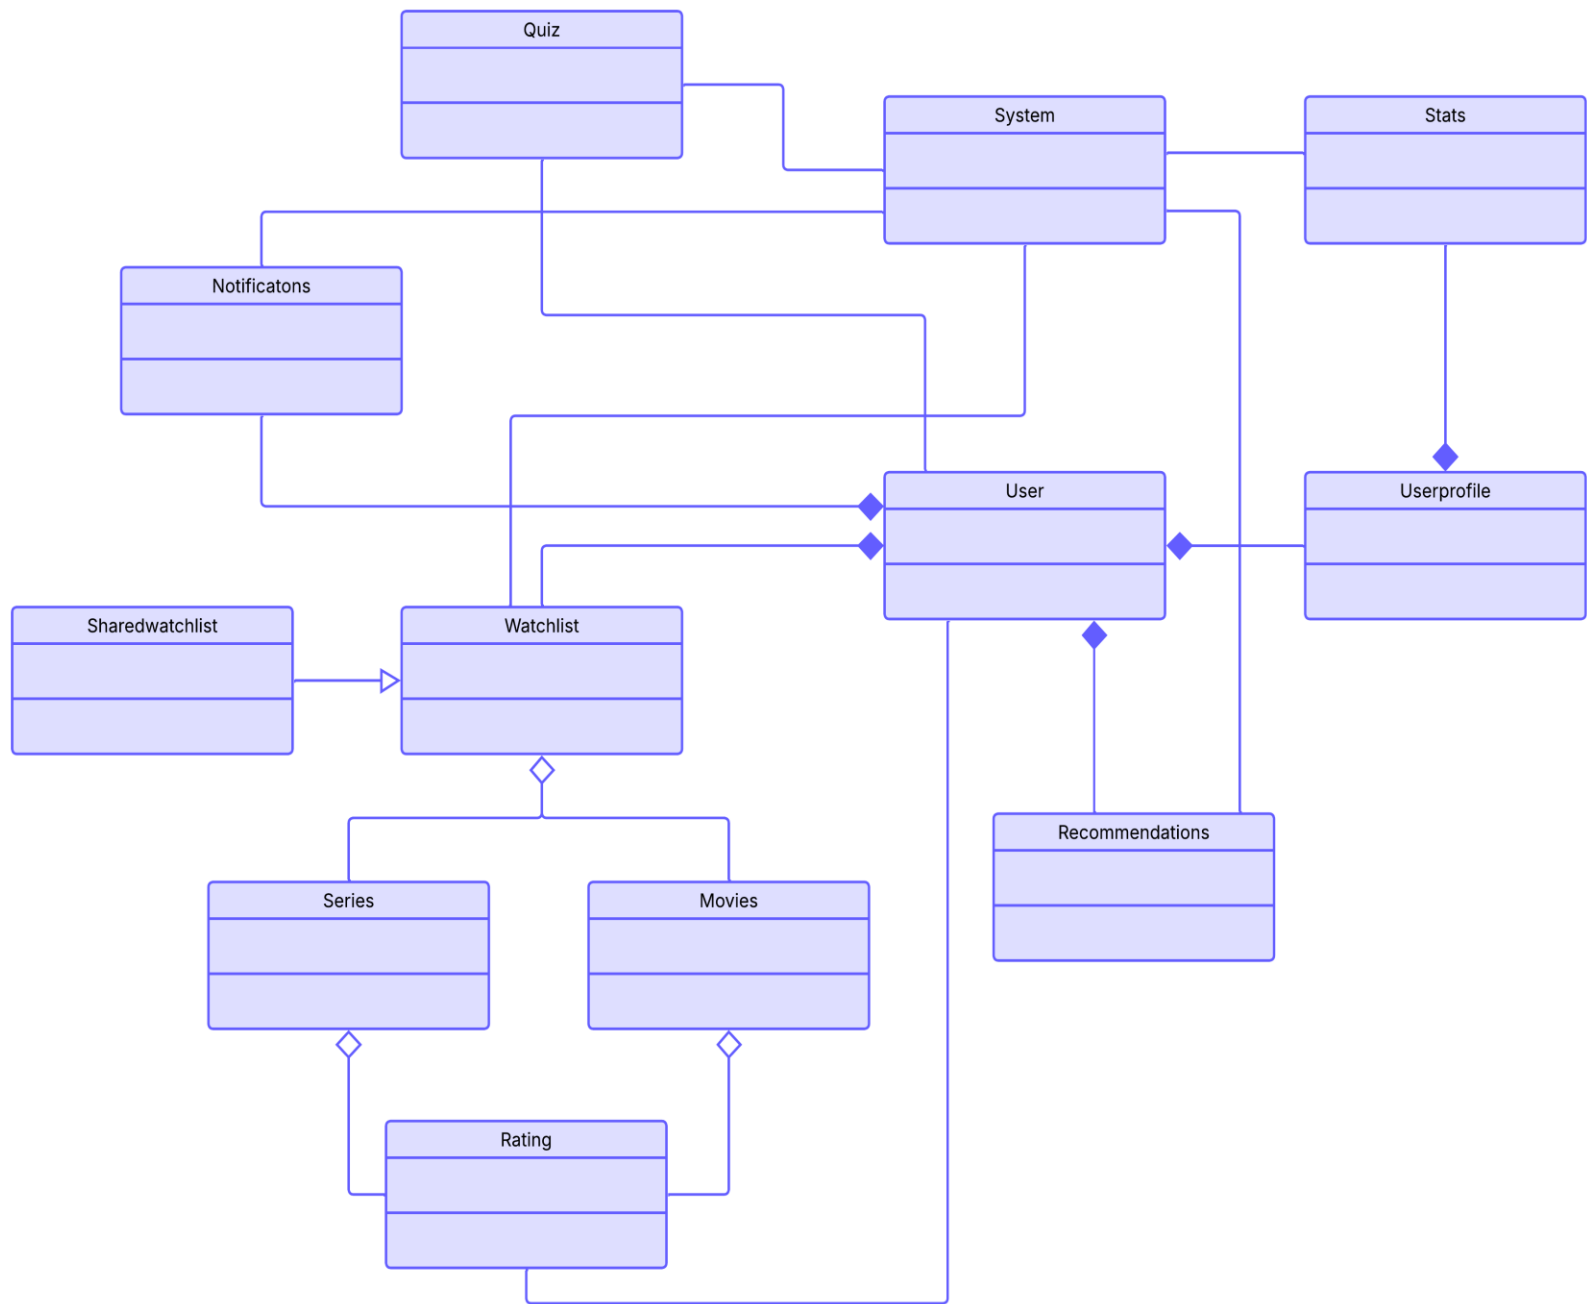 Quiz
System
Stats
Notificatons
User
Userprofile
Sharedwatchlist
Watchlist
Recommendations
Series
Movies
Rating